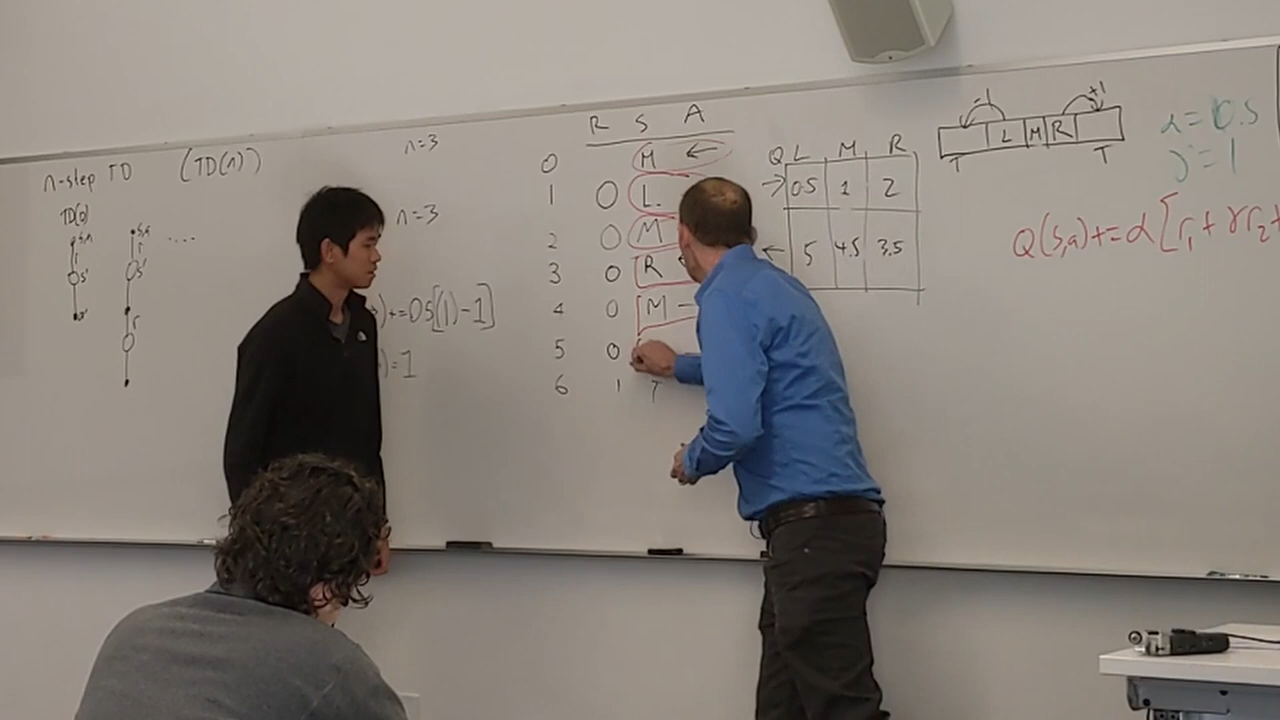 n-step TD (TD(n))
TD(0)
s,a
r
s'
a'
s,a
r
s'
r
....
n=3
n=3
)+=0.5[(1)-1]
)=1
R S A
0 M ←
1 0 L.
2 0 M
3 0 R
4 0 M –
5 0
6 1 T
Q L M R
→ 0.5 1 2
← 5 4.5 3.5
-1 +1
L M R
T T
α=0.5
γ=1
Q(s,a)+=α[r₁+γr₂+